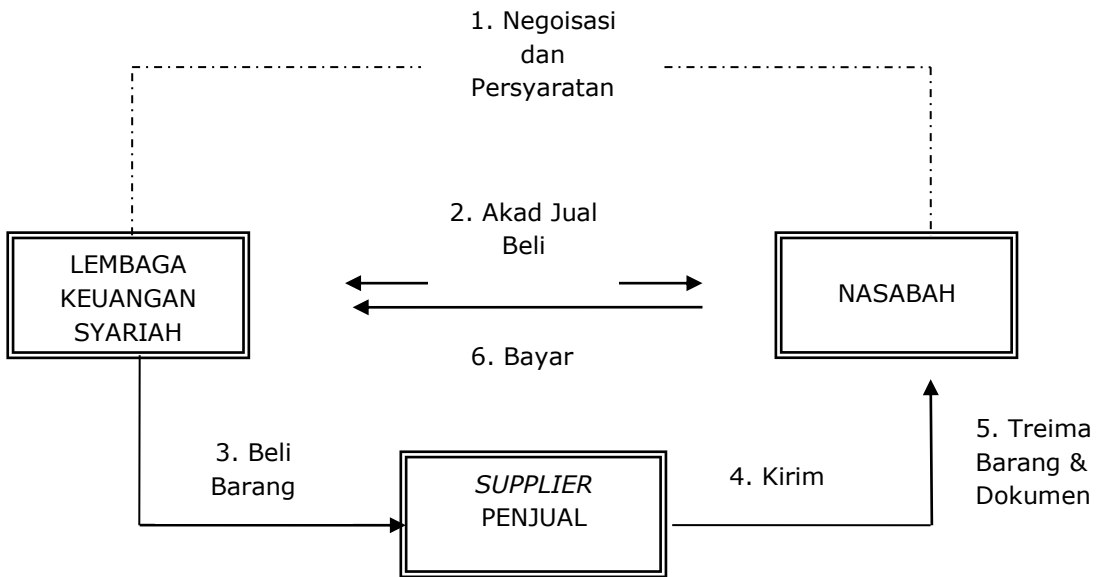 1. Negoisasi
dan
Persyaratan
2. Akad Jual
Beli
LEMBAGA
KEUANGAN
SYARIAH
NASABAH
6. Bayar
3. Beli
Barang
SUPPLIER
PENJUAL
4. Kirim
5. Treima
Barang &
Dokumen